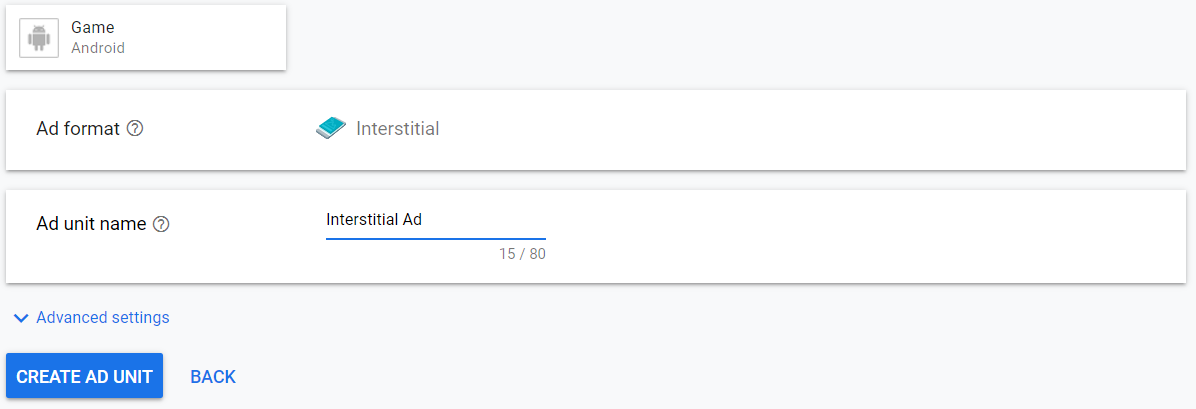 Game
Android
Ad format
Interstitial
Ad unit name
Interstitial Ad
15 / 80
Advanced settings
CREATE AD UNIT
BACK